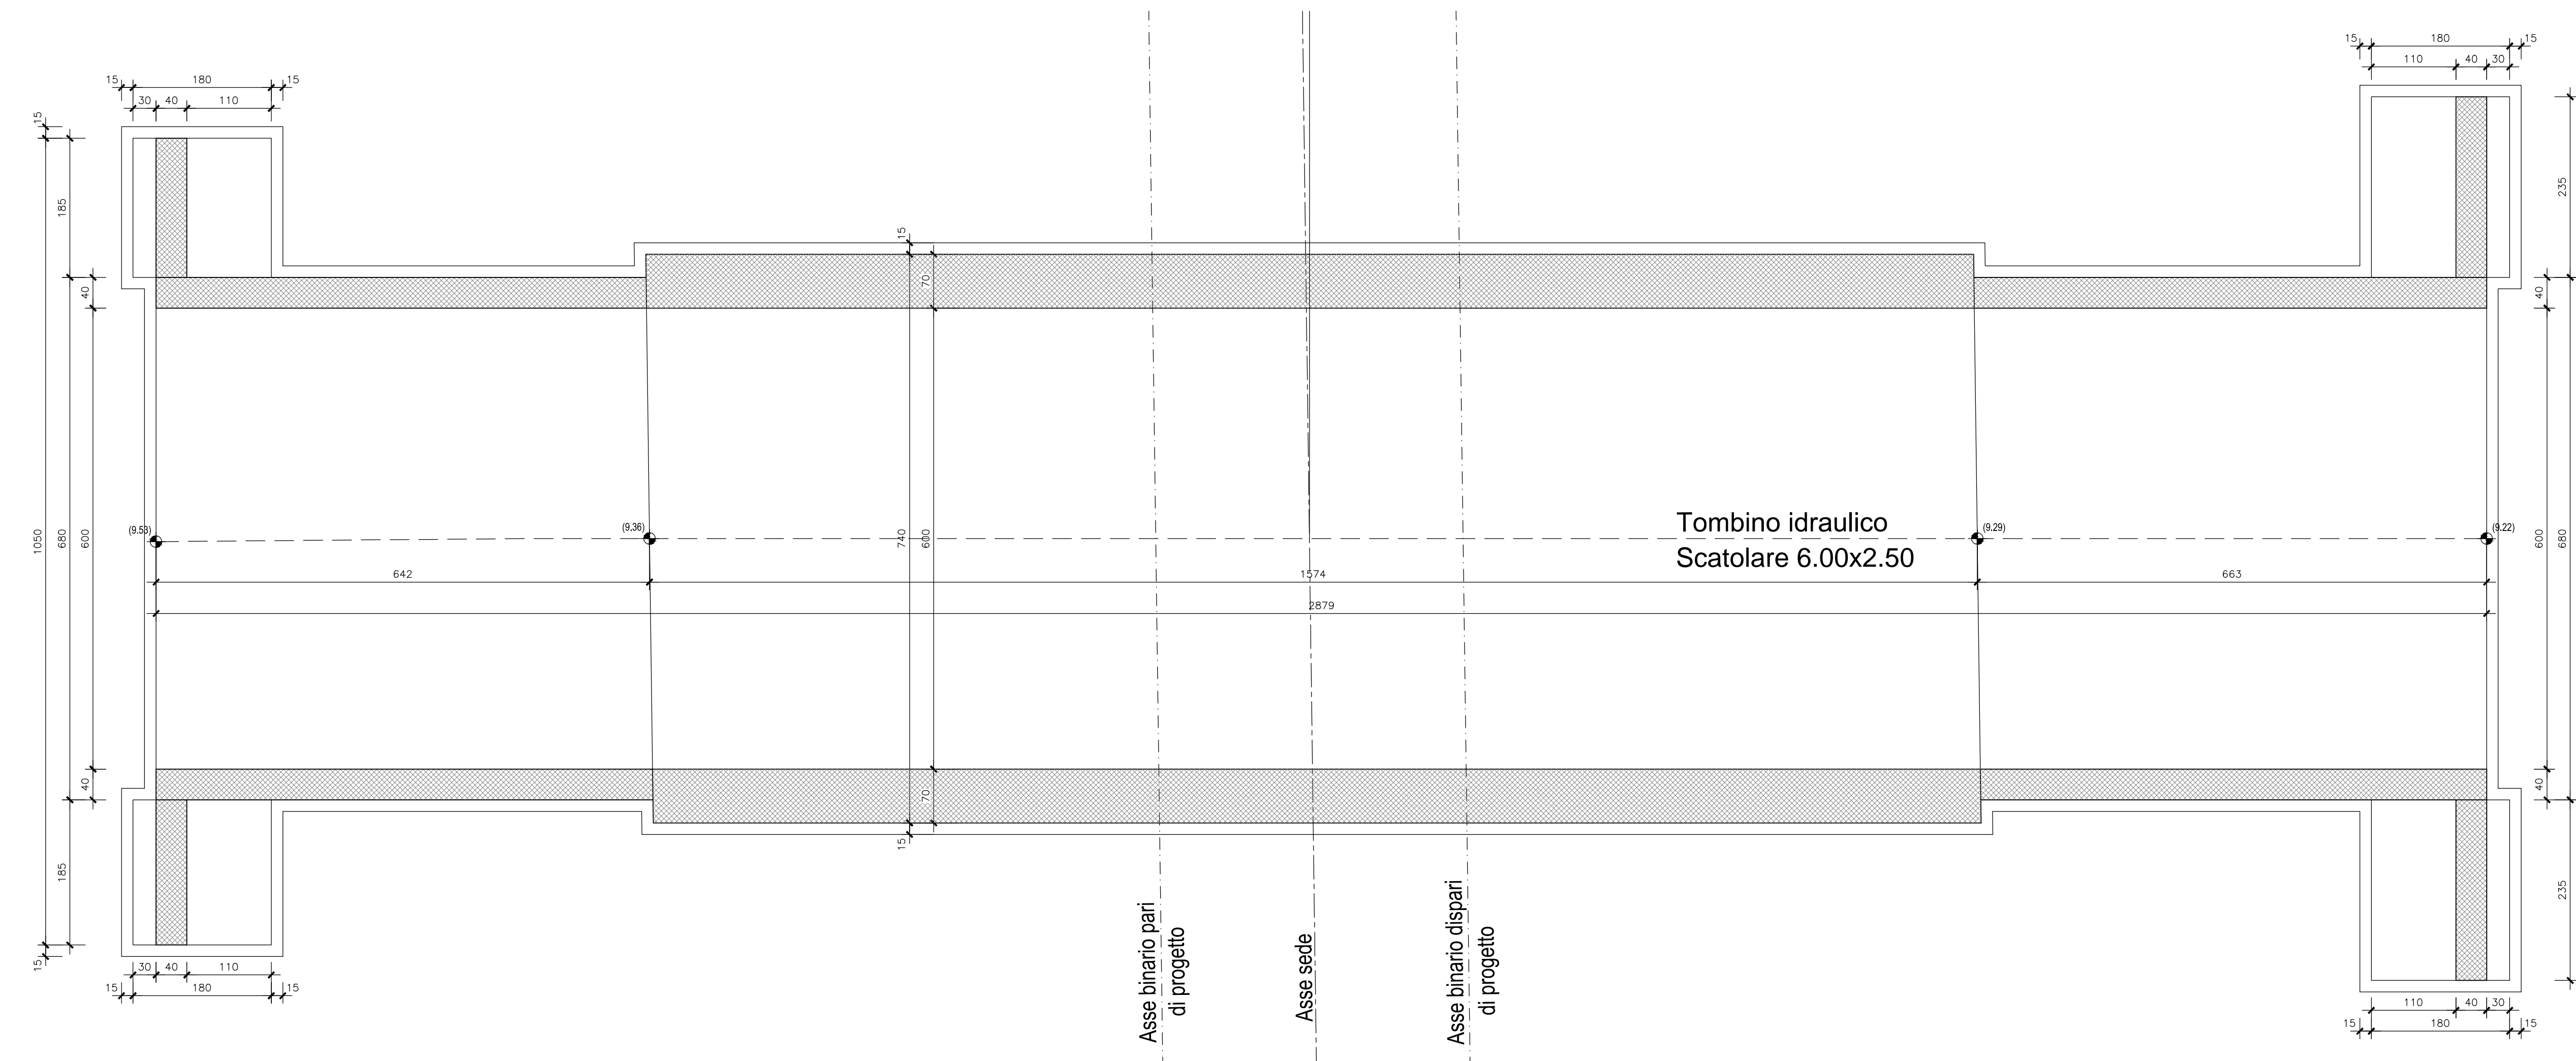 15 180 15
110 40 30
15 180 15
30 40 110
15
185
40
1050
680
600
40
185
15
15
70
740
600
70
15
235
40
600
680
40
235
(9.53)
(9.36)
(9.29)
(9.22)
Tombino idraulico
Scatolare 6.00x2.50
642
1574
663
2879
Asse binario pari
di progetto
Asse sede
Asse binario dispari
di progetto
30 40 110
15 180 15
110 40 30
15 180 15